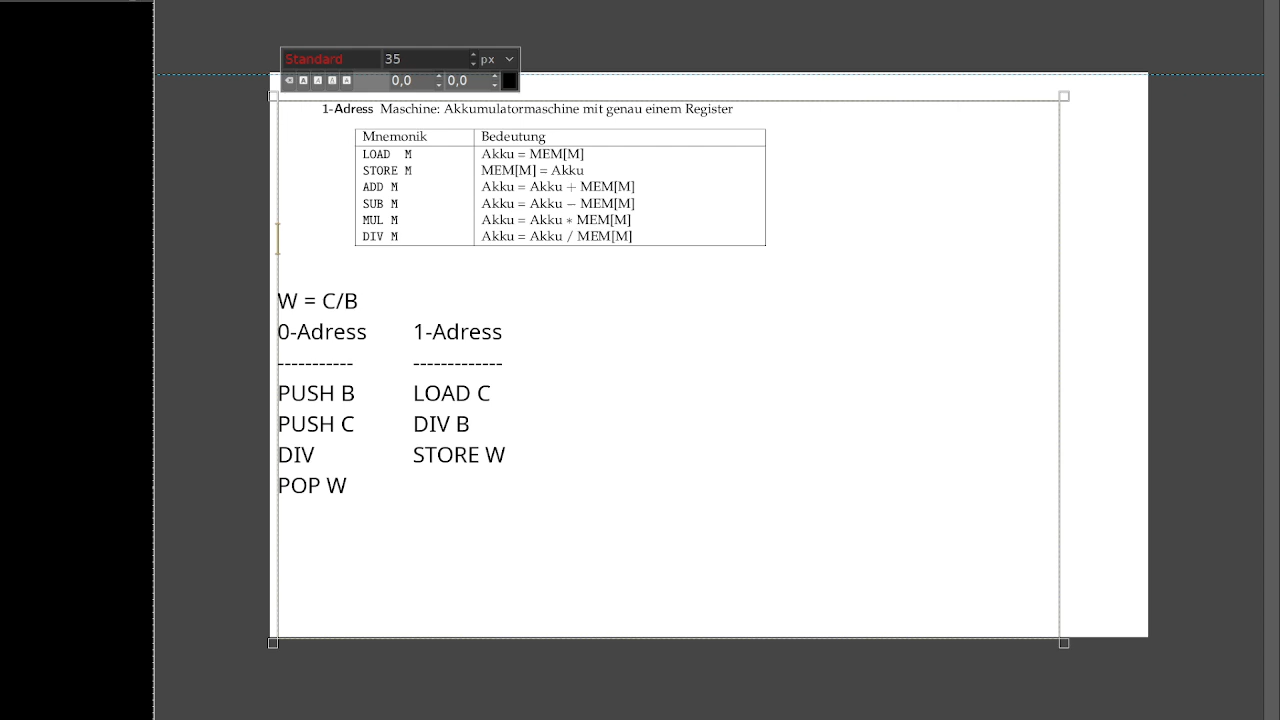 Standard 35 px
0,0 0,0
1-Adress Maschine: Akkumulatormaschine mit genau einem Register
Mnemonik Bedeutung
LOAD M Akku = MEM[M]
STORE M MEM[M] = Akku
ADD M Akku = Akku + MEM[M]
SUB M Akku = Akku − MEM[M]
MUL M Akku = Akku ∗ MEM[M]
DIV M Akku = Akku / MEM[M]
W = C/B
0-Adress 1-Adress
----------- -------------
PUSH B LOAD C
PUSH C DIV B
DIV STORE W
POP W